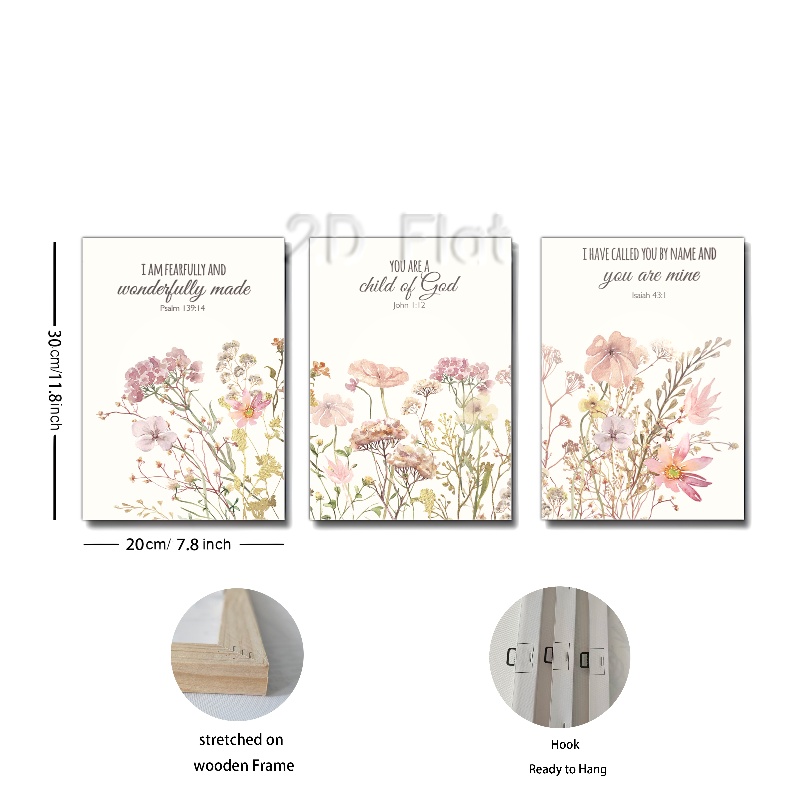 2D Flat
I AM FEARFULLY AND
wonderfully made
Psalm 139:14
YOU ARE A
child of God
John 1:12
I HAVE CALLED YOU BY NAME AND
you are mine
Isaiah 43:1
30cm/11.8inch
20cm/ 7.8 inch
stretched on
wooden Frame
Hook
Ready to Hang